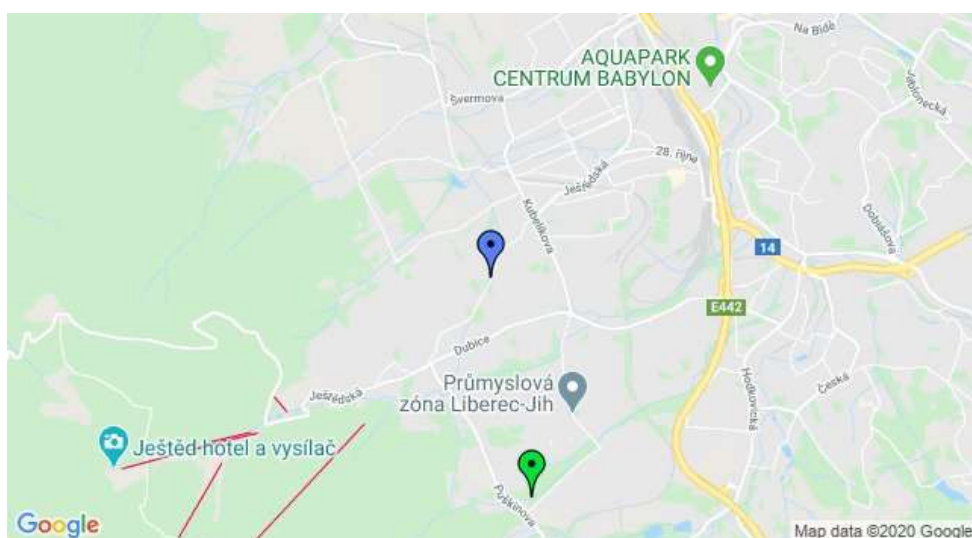 Na Bídě
AQUAPARK
CENTRUM BABYLON
Jablonecká
Švermova
28. října
Ještědská
Kubelíkova
Dobiášova
14
E442
Dubice
Průmyslová
zóna Liberec-Jih
Hodkovická
Česká
Ještědská
Ještěd-hotel a vysílač
Puškinova
Google
Map data ©2020 Google